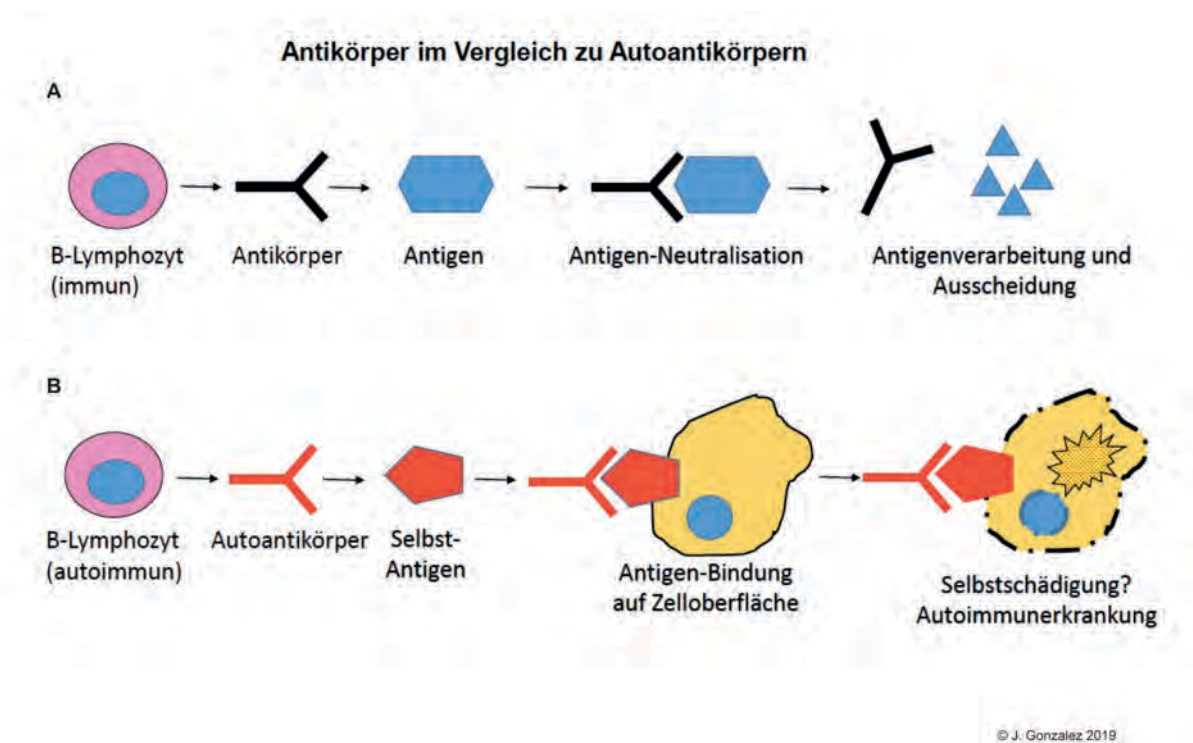 Antikörper im Vergleich zu Autoantikörpern
A
B-Lymphozyt
(immun)
Antikörper
Antigen
Antigen-Neutralisation
Antigenverarbeitung und
Ausscheidung
B
B-Lymphozyt
(autoimmun)
Autoantikörper
Selbst-
Antigen
Antigen-Bindung
auf Zelloberfläche
Selbstschädigung?
Autoimmunerkrankung
© J. Gonzalez 2019